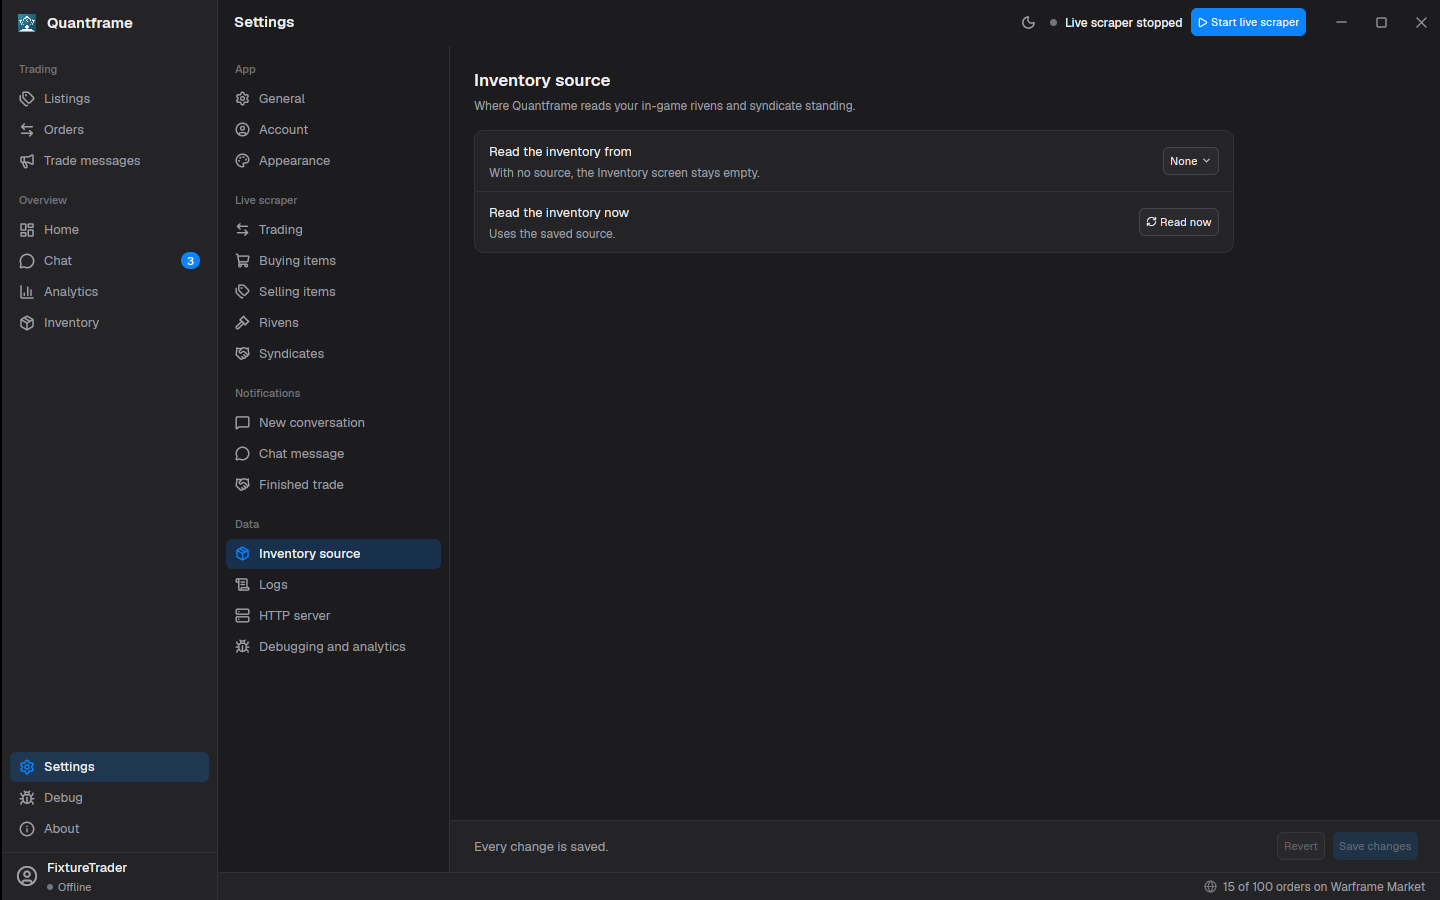 Quantframe
Settings
Live scraper stopped
Start live scraper
Trading
Listings
Orders
Trade messages
Overview
Home
Chat
3
Analytics
Inventory
Settings
Debug
About
FixtureTrader
Offline
App
General
Account
Appearance
Live scraper
Trading
Buying items
Selling items
Rivens
Syndicates
Notifications
New conversation
Chat message
Finished trade
Data
Inventory source
Logs
HTTP server
Debugging and analytics
Inventory source
Where Quantframe reads your in-game rivens and syndicate standing.
Read the inventory from
With no source, the Inventory screen stays empty.
None
Read the inventory now
Uses the saved source.
Read now
Every change is saved.
Revert
Save changes
15 of 100 orders on Warframe Market